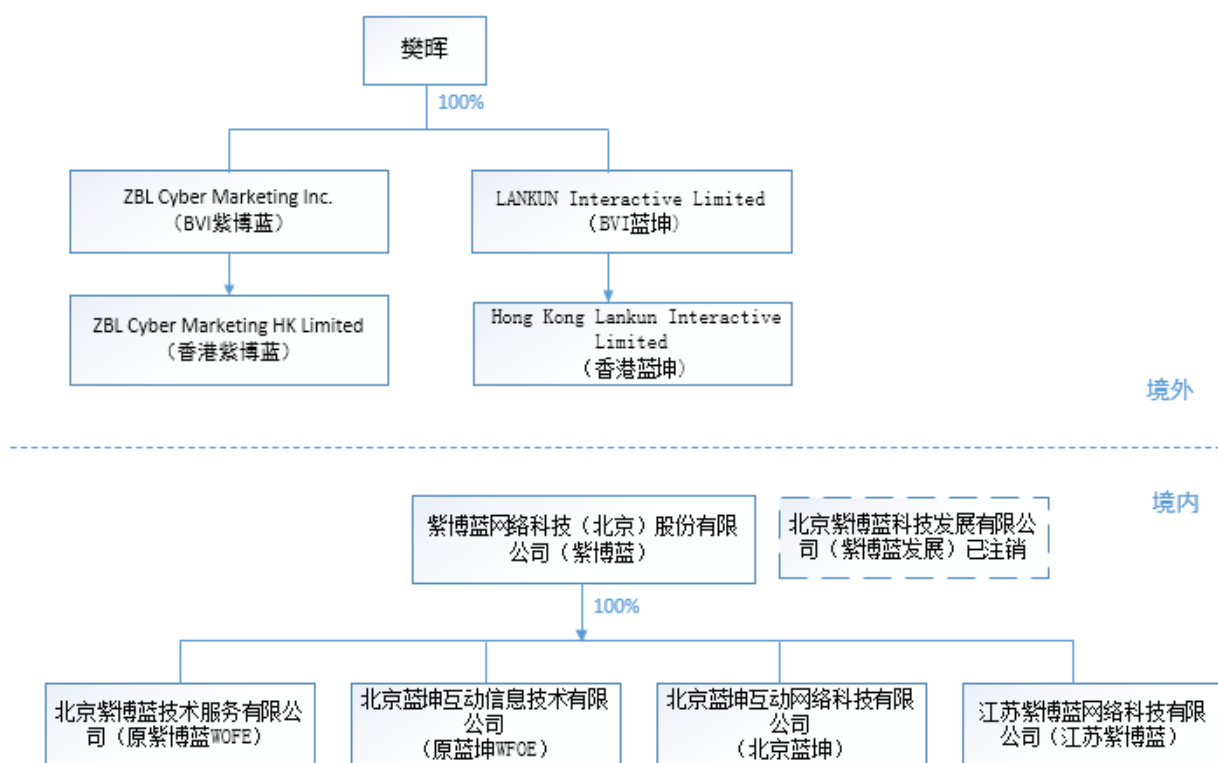 樊晖
100%
ZBL Cyber Marketing Inc.
（BVI紫博蓝）
LANKUN Interactive Limited
（BVI蓝坤）
ZBL Cyber Marketing HK Limited
（香港紫博蓝）
Hong Kong Lankun Interactive
Limited
（香港蓝坤）
境外
境内
紫博蓝网络科技（北京）股份有限
公司（紫博蓝）
北京紫博蓝科技发展有限公
司（紫博蓝发展）已注销
100%
北京紫博蓝技术服务有限公
司（原紫博蓝WOFE）
北京蓝坤互动信息技术有限
公司
（原蓝坤WFOE）
北京蓝坤互动网络科技有限
公司
（北京蓝坤）
江苏紫博蓝网络科技有限
公司（江苏紫博蓝）